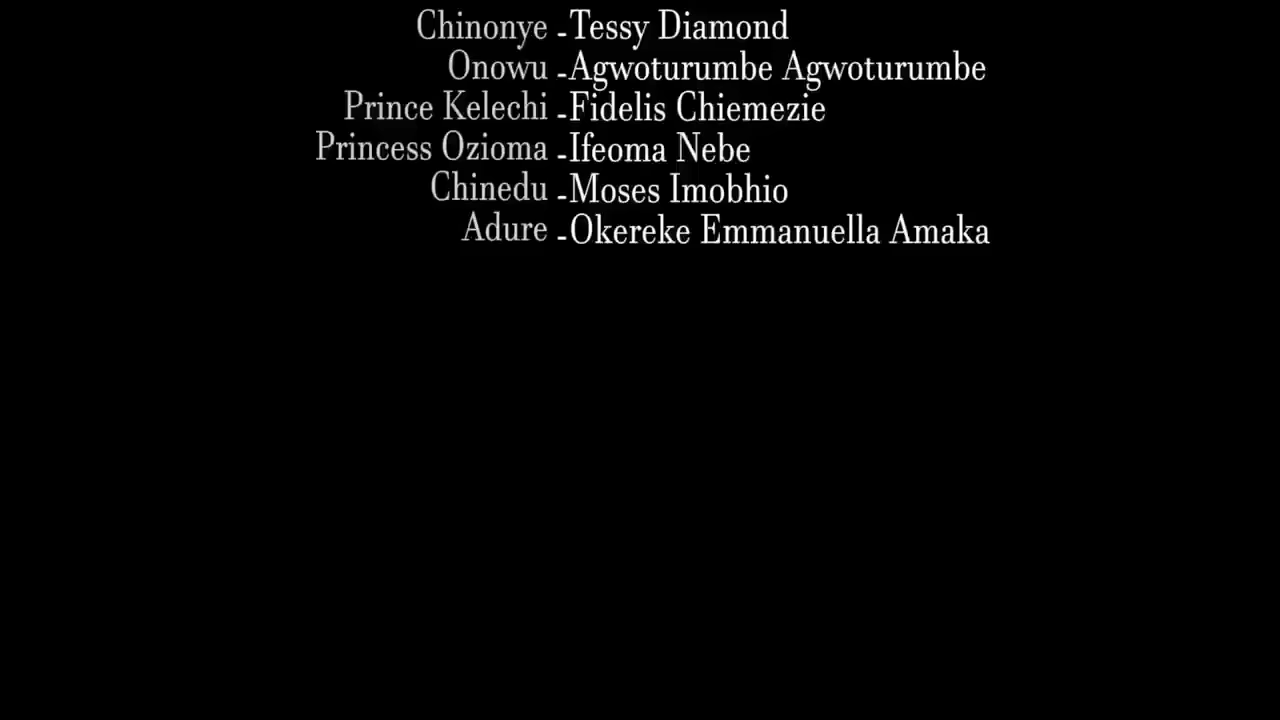 Chinonye -Tessy Diamond
Onowu -Agwoturumbe Agwoturumbe
Prince Kelechi -Fidelis Chiemezie
Princess Ozioma -Ifeoma Nebe
Chinedu -Moses Imobhio
Adure -Okereke Emmanuella Amaka